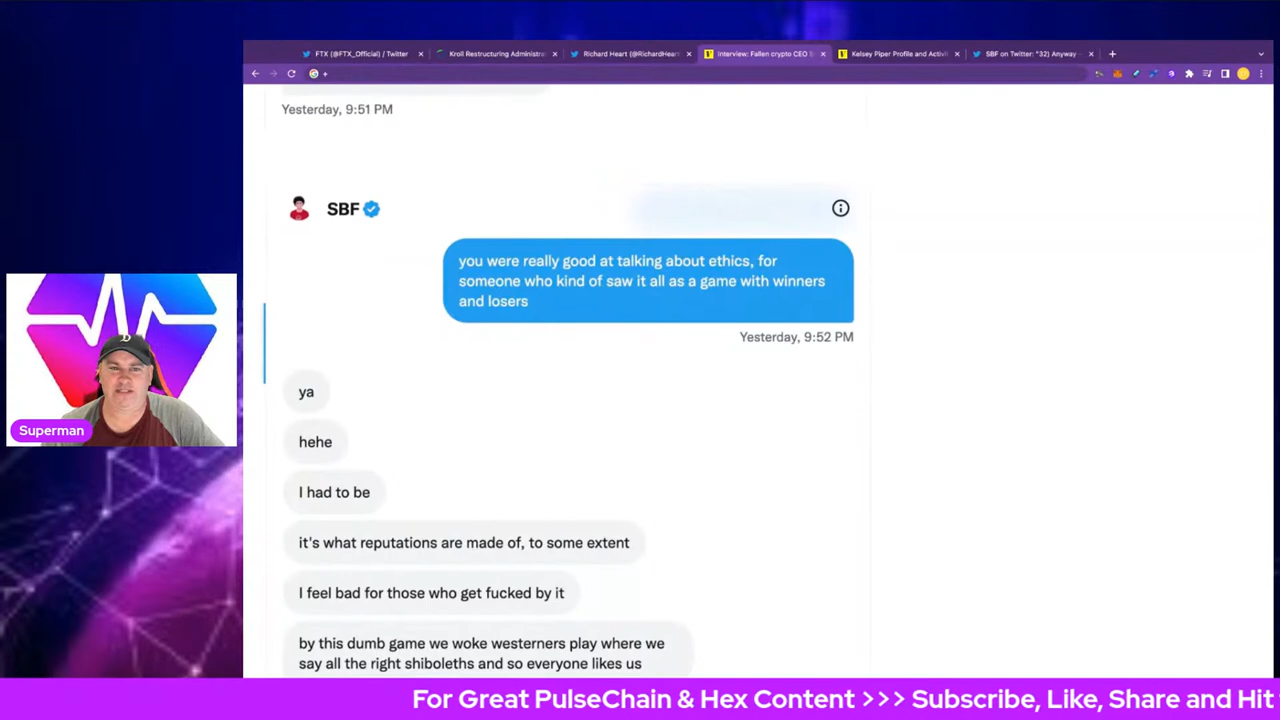 FTX (@FTX_Official) / Twitter
Kroll Restructuring Administra
Richard Heart (@RichardHeart
Interview: Fallen crypto CEO
Kelsey Piper Profile and Activi
SBF on Twitter: "32) Anyway
Yesterday, 9:51 PM
SBF
you were really good at talking about ethics, for
someone who kind of saw it all as a game with winners
and losers
Yesterday, 9:52 PM
ya
hehe
I had to be
it's what reputations are made of, to some extent
I feel bad for those who get fucked by it
by this dumb game we woke westerners play where we
say all the right shiboleths and so everyone likes us
Superman
For Great PulseChain & Hex Content >>> Subscribe, Like, Share and Hit